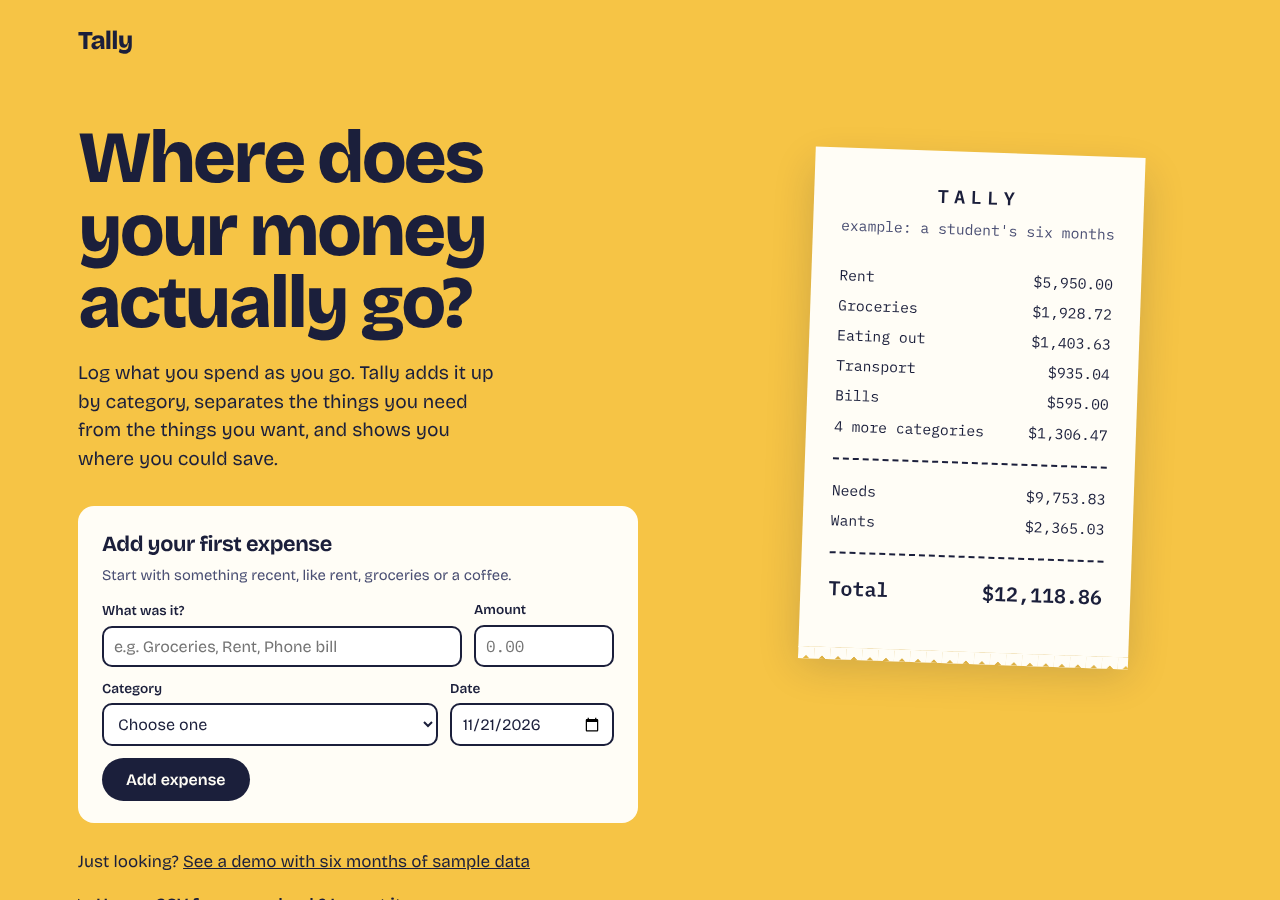 Tally
Where does
your money
actually go?
Log what you spend as you go. Tally adds it up
by category, separates the things you need
from the things you want, and shows you
where you could save.
Add your first expense
Start with something recent, like rent, groceries or a coffee.
What was it?
Amount
e.g. Groceries, Rent, Phone bill
0.00
Category
Date
Choose one
11/21/2026
Add expense
Just looking? See a demo with six months of sample data
TALLY
example: a student's six months
Rent $5,950.00
Groceries $1,928.72
Eating out $1,403.63
Transport $935.04
Bills $595.00
4 more categories $1,306.47
Needs $9,753.83
Wants $2,365.03
Total $12,118.86